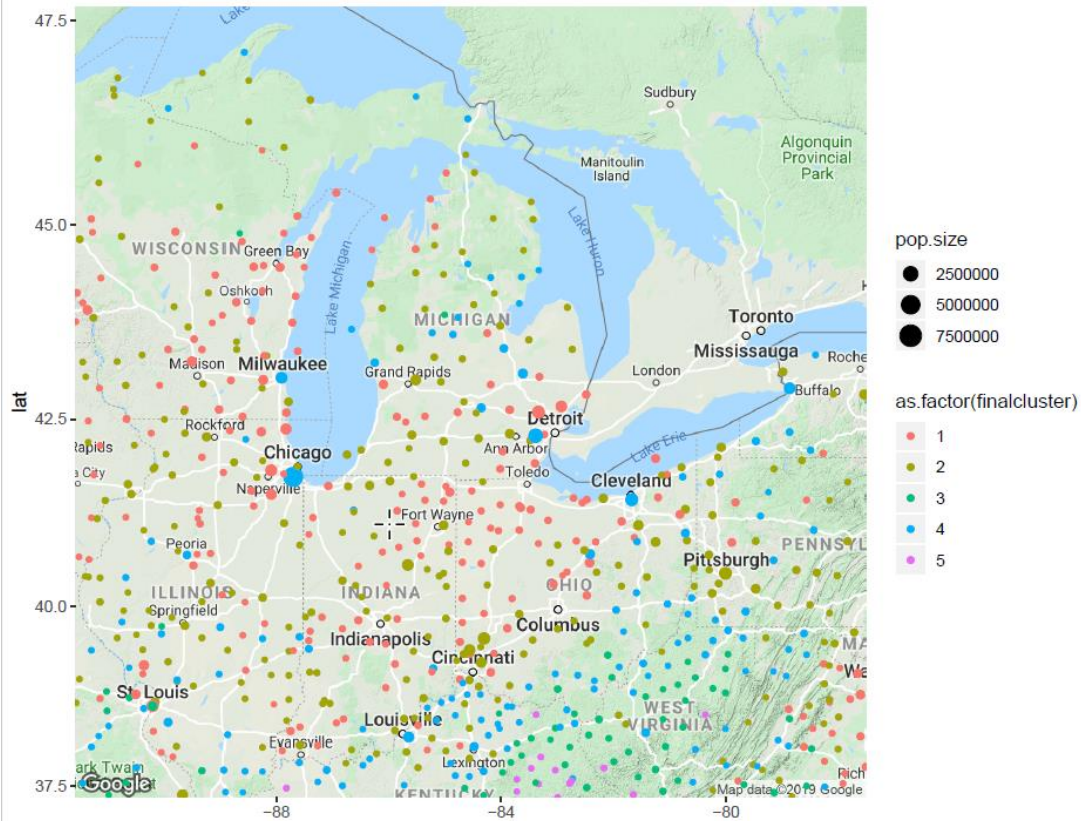 47.5
45.0
42.5
40.0
37.5
lat
−88
−84
−80
Lake
Sudbury
Algonquin
Provincial
Park
Manitoulin
Island
Lake Huron
Lake Michigan
WISCONSIN
Green Bay
Oshkosh
MICHIGAN
Toronto
Mississauga
Madison
Milwaukee
Grand Rapids
London
Roche
Buffalo
Rockford
Detroit
Ann Arbor
Lake Erie
Rapids
a City
Chicago
Naperville
Toledo
Cleveland
Fort Wayne
Peoria
Pittsburgh
PENNSYL
ILLINOIS
Springfield
INDIANA
OHIO
Columbus
Indianapolis
Cincinnati
MA
Wa
St. Louis
WEST
VIRGINIA
Louisville
Evansville
Lexington
ark Twain
Google
KENTUCKY
Rich
Map data ©2019 Google
pop.size
2500000
5000000
7500000
as.factor(finalcluster)
1
2
3
4
5